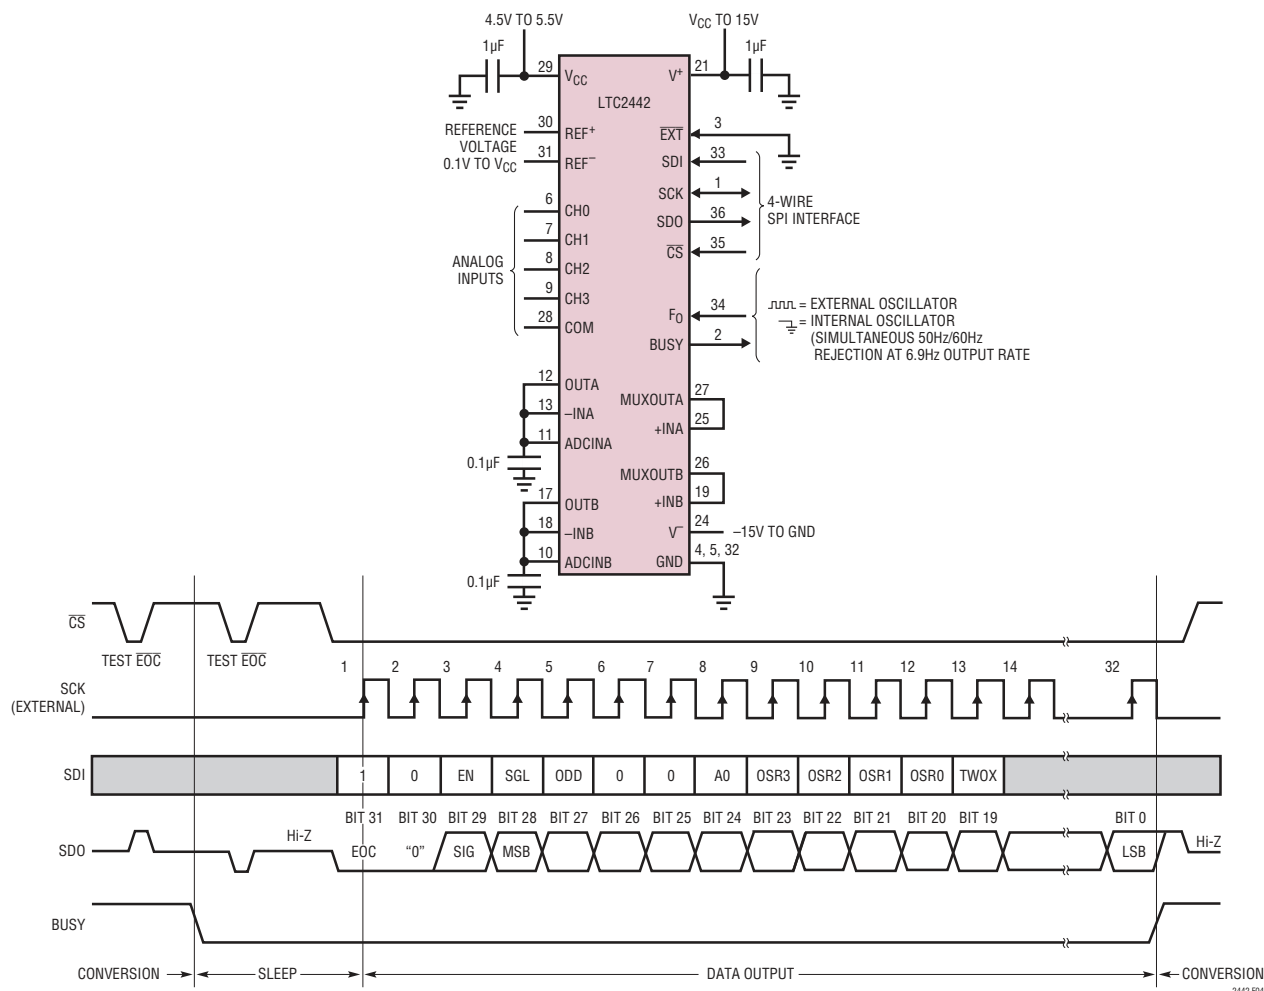 4.5V TO 5.5V
VCC TO 15V
1µF
1µF
29
VCC
V+
21
LTC2442
REFERENCE
VOLTAGE
0.1V TO VCC
30
REF+
31
REF–
EXT
3
SDI
33
SCK
1
SDO
36
CS
35
4-WIRE
SPI INTERFACE
ANALOG
INPUTS
6
CH0
7
CH1
8
CH2
9
CH3
28
COM
FO
34
BUSY
2
= EXTERNAL OSCILLATOR
= INTERNAL OSCILLATOR
(SIMULTANEOUS 50Hz/60Hz
REJECTION AT 6.9Hz OUTPUT RATE
12
OUTA
13
–INA
11
ADCINA
0.1µF
MUXOUTA
27
+INA
25
MUXOUTB
26
+INB
19
17
OUTB
18
–INB
10
ADCINB
0.1µF
V–
24
–15V TO GND
GND
4, 5, 32
CS
TEST EOC
TEST EOC
1 2 3 4 5 6 7 8 9 10 11 12 13 14 32
SCK
(EXTERNAL)
SDI
1 0 EN SGL ODD 0 0 A0 OSR3 OSR2 OSR1 OSR0 TWOX
BIT 31 BIT 30 BIT 29 BIT 28 BIT 27 BIT 26 BIT 25 BIT 24 BIT 23 BIT 22 BIT 21 BIT 20 BIT 19 BIT 0
SDO
Hi-Z
EOC "0" SIG MSB LSB
Hi-Z
BUSY
CONVERSION SLEEP DATA OUTPUT CONVERSION
2442 F04